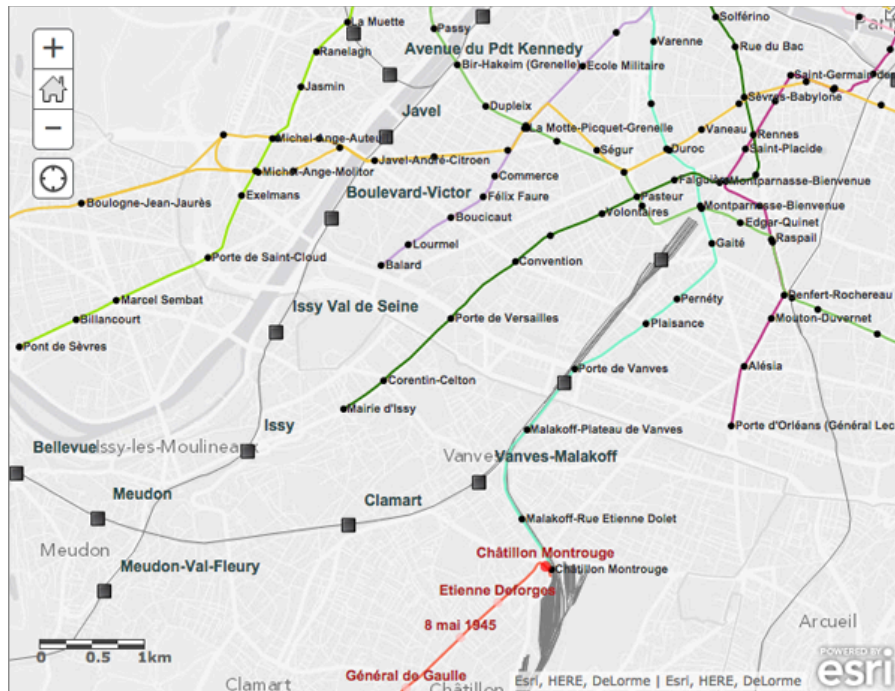 Solférino
La Muette
Passy
Varenne
Par
Ranelagh
Avenue du Pdt Kennedy
Rue du Bac
Bir-Hakeim (Grenelle)
Ecole Militaire
Saint-Germain de
Jasmin
Sèvres-Babylone
Dupleix
Javel
La Motte-Picquet-Grenelle
Vaneau
Rennes
Michel-Ange-Auteu
Ségur
Duroc
Saint-Placide
Javel-André-Citroen
Michel-Ange-Molitor
Commerce
Falguiè
Montparnasse-Bienvenue
Exelmans
Boulevard-Victor
Félix Faure
Pasteur
Boulogne-Jean-Jaurès
Montparnasse-Bienvenue
Boucicaut
Volontaires
Edgar-Quinet
Lourmel
Gaité
Raspail
Porte de Saint-Cloud
Balard
Convention
Marcel Sembat
Issy Val de Seine
Pernéty
Denfert-Rochereau
Billancourt
Porte de Versailles
Plaisance
Mouton-Duvernet
Pont de Sèvres
Porte de Vanves
Alésia
Corentin-Celton
Mairie d'Issy
Issy
Malakoff-Plateau de Vanves
Porte d'Orléans (Général Lec
Bellevue
Issy-les-Moulineau
Vanves
Vanves-Malakoff
Meudon
Clamart
Malakoff-Rue Etienne Dolet
Meudon
Châtillon Montrouge
Meudon-Val-Fleury
Châtillon Montrouge
Etienne Deforges
8 mai 1945
Arcueil
0 0.5 1km
POWERED BY
esri
Général de Gaulle
Clamart
Châtillon
Esri, HERE, DeLorme | Esri, HERE, DeLorme